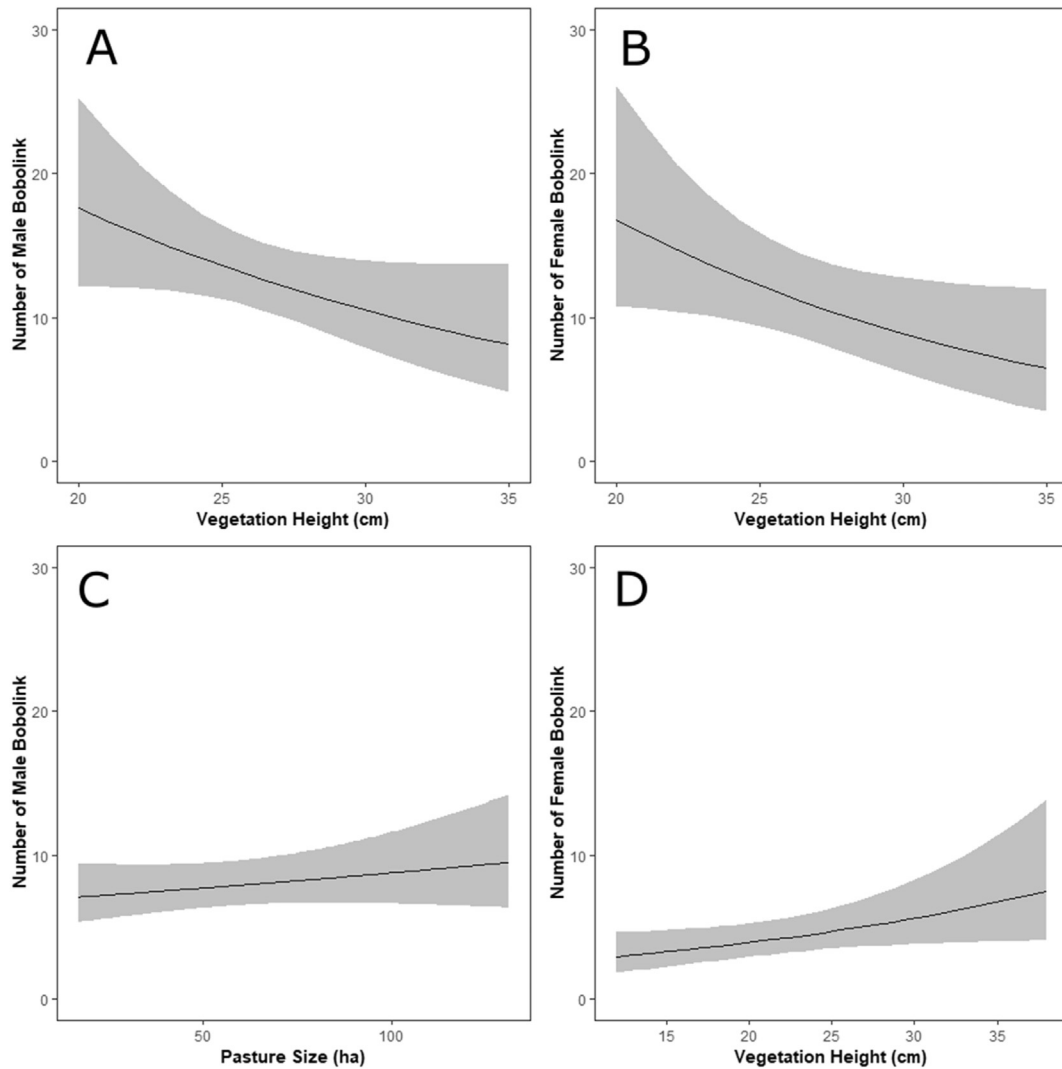 A
Number of Male Bobolink
30
20
10
0
20 25 30 35
Vegetation Height (cm)
B
Number of Female Bobolink
30
20
10
0
20 25 30 35
Vegetation Height (cm)
C
Number of Male Bobolink
30
20
10
0
50 100
Pasture Size (ha)
D
Number of Female Bobolink
30
20
10
0
15 20 25 30 35
Vegetation Height (cm)